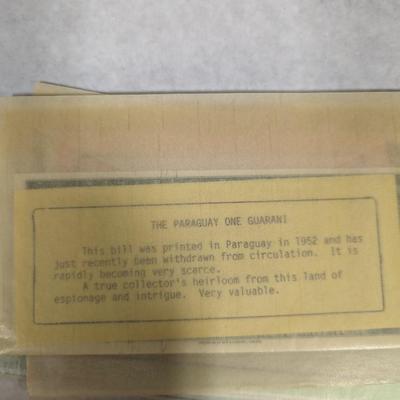 THE PARAGUAY ONE GUARANI
This bill was printed in Paraguay in 1952 and has
just recently been withdrawn from circulation. It is
rapidly becoming very scarce.
A true collector's heirloom from this land of
espionage and intrigue. Very valuable.